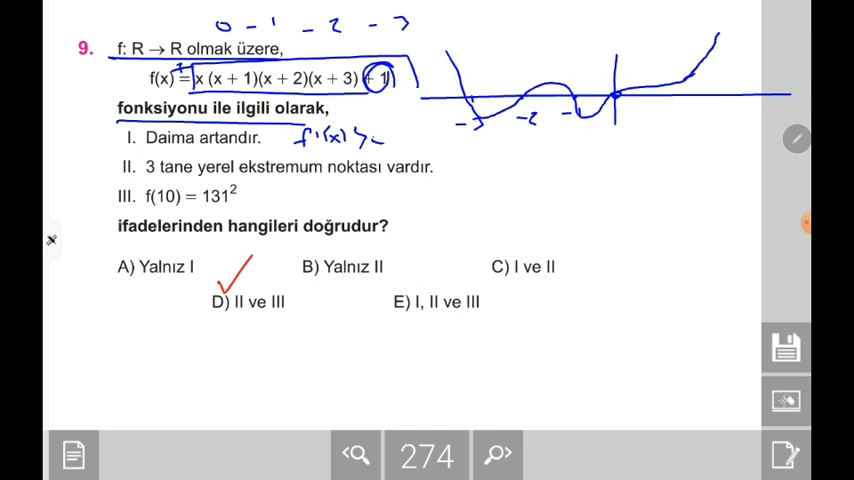 0 -1 -2 -3
9. f: R → R olmak üzere,
f(x) = x (x + 1)(x + 2)(x + 3) + 1
fonksiyonu ile ilgili olarak,
-3 -2 -1
I. Daima artandır. f'(x) >
II. 3 tane yerel ekstremum noktası vardır.
III. f(10) = 131²
ifadelerinden hangileri doğrudur?
A) Yalnız I B) Yalnız II C) I ve II
D) II ve III E) I, II ve III
274